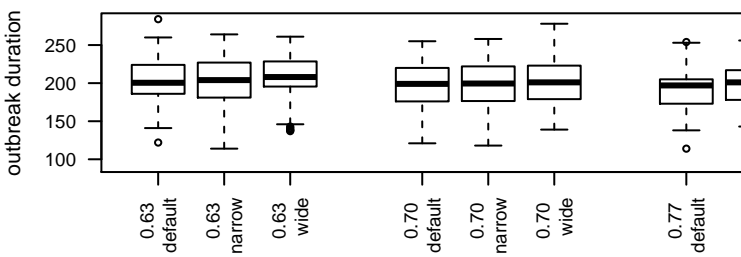 outbreak duration
250
200
150
100
0.63
default
0.63
narrow
0.63
wide
0.70
default
0.70
narrow
0.70
wide
0.77
default